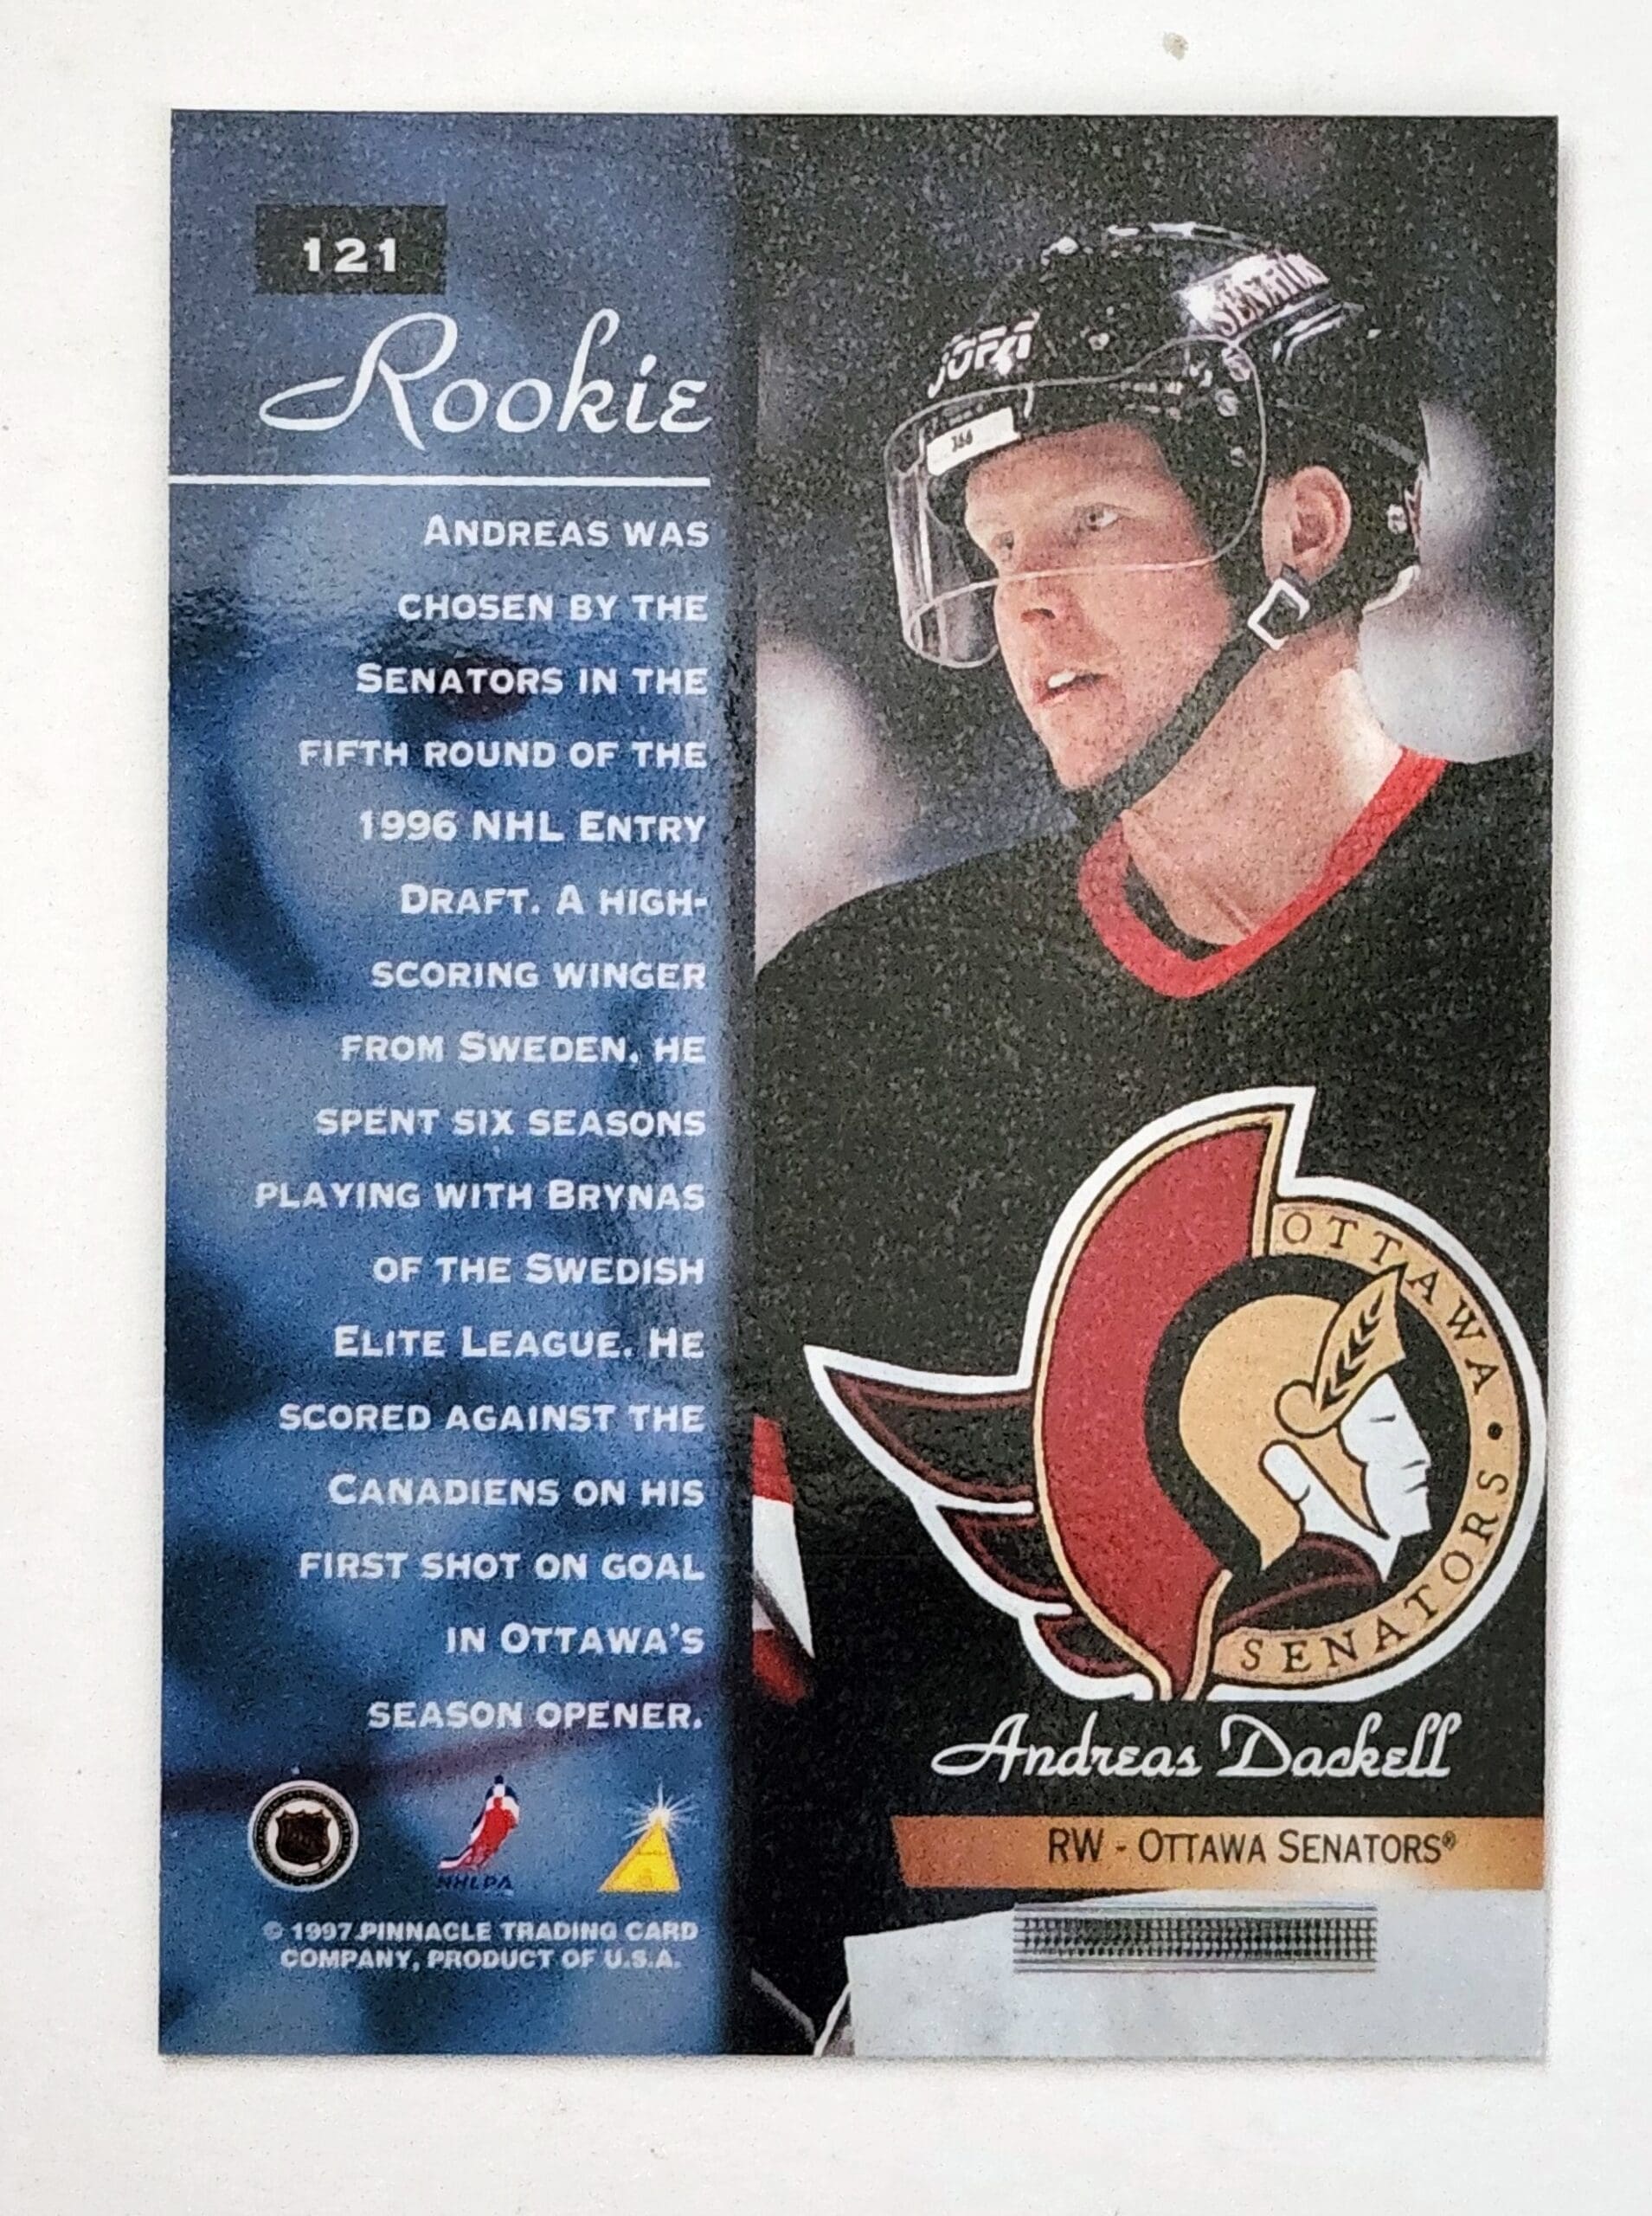 121
Rookie
ANDREAS WAS
CHOSEN BY THE
SENATORS IN THE
FIFTH ROUND OF THE
1996 NHL ENTRY
DRAFT. A HIGH-
SCORING WINGER
FROM SWEDEN, HE
SPENT SIX SEASONS
PLAYING WITH BRYNAS
OF THE SWEDISH
ELITE LEAGUE. HE
SCORED AGAINST THE
CANADIENS ON HIS
FIRST SHOT ON GOAL
IN OTTAWA'S
SEASON OPENER.
NHLPA
© 1997 PINNACLE TRADING CARD
COMPANY, PRODUCT OF U.S.A.
SENATORS
JOFA
366
OTTAWA • SENATORS
Andreas Dackell
RW - OTTAWA SENATORS®